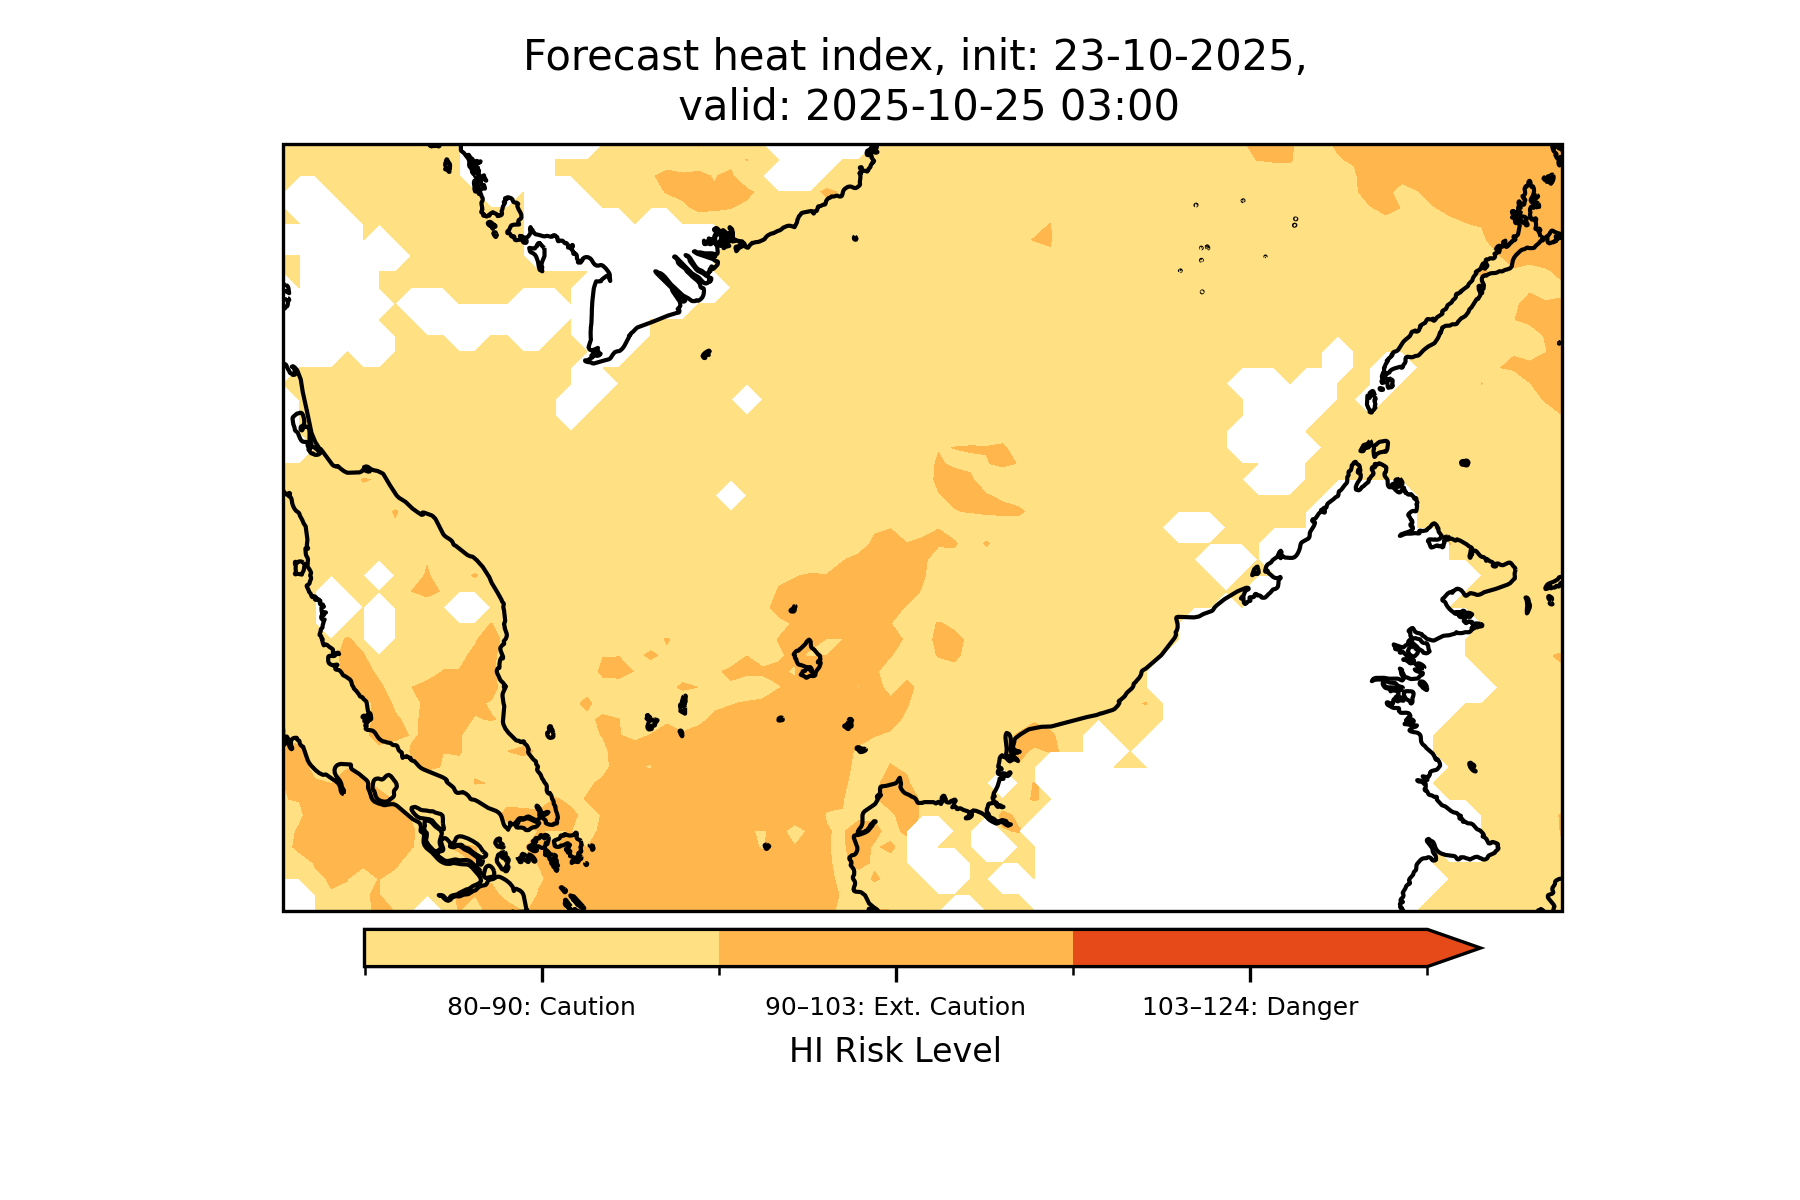 Forecast heat index, init: 23-10-2025,
valid: 2025-10-25 03:00
80–90: Caution
90–103: Ext. Caution
103–124: Danger
HI Risk Level